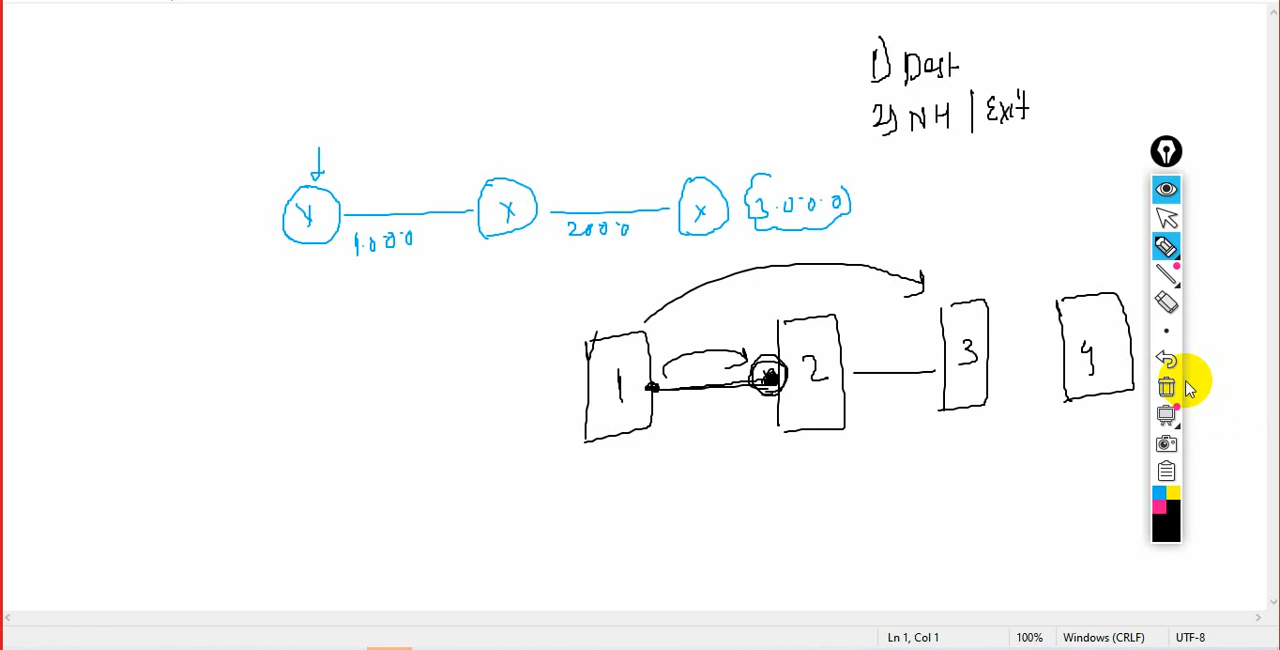 1) Dest
2) NH | Exit
X X X 3.0.0.0
1.0.0.0 2.0.0.0
1 2 3 4
Ln 1, Col 1 100% Windows (CRLF) UTF-8